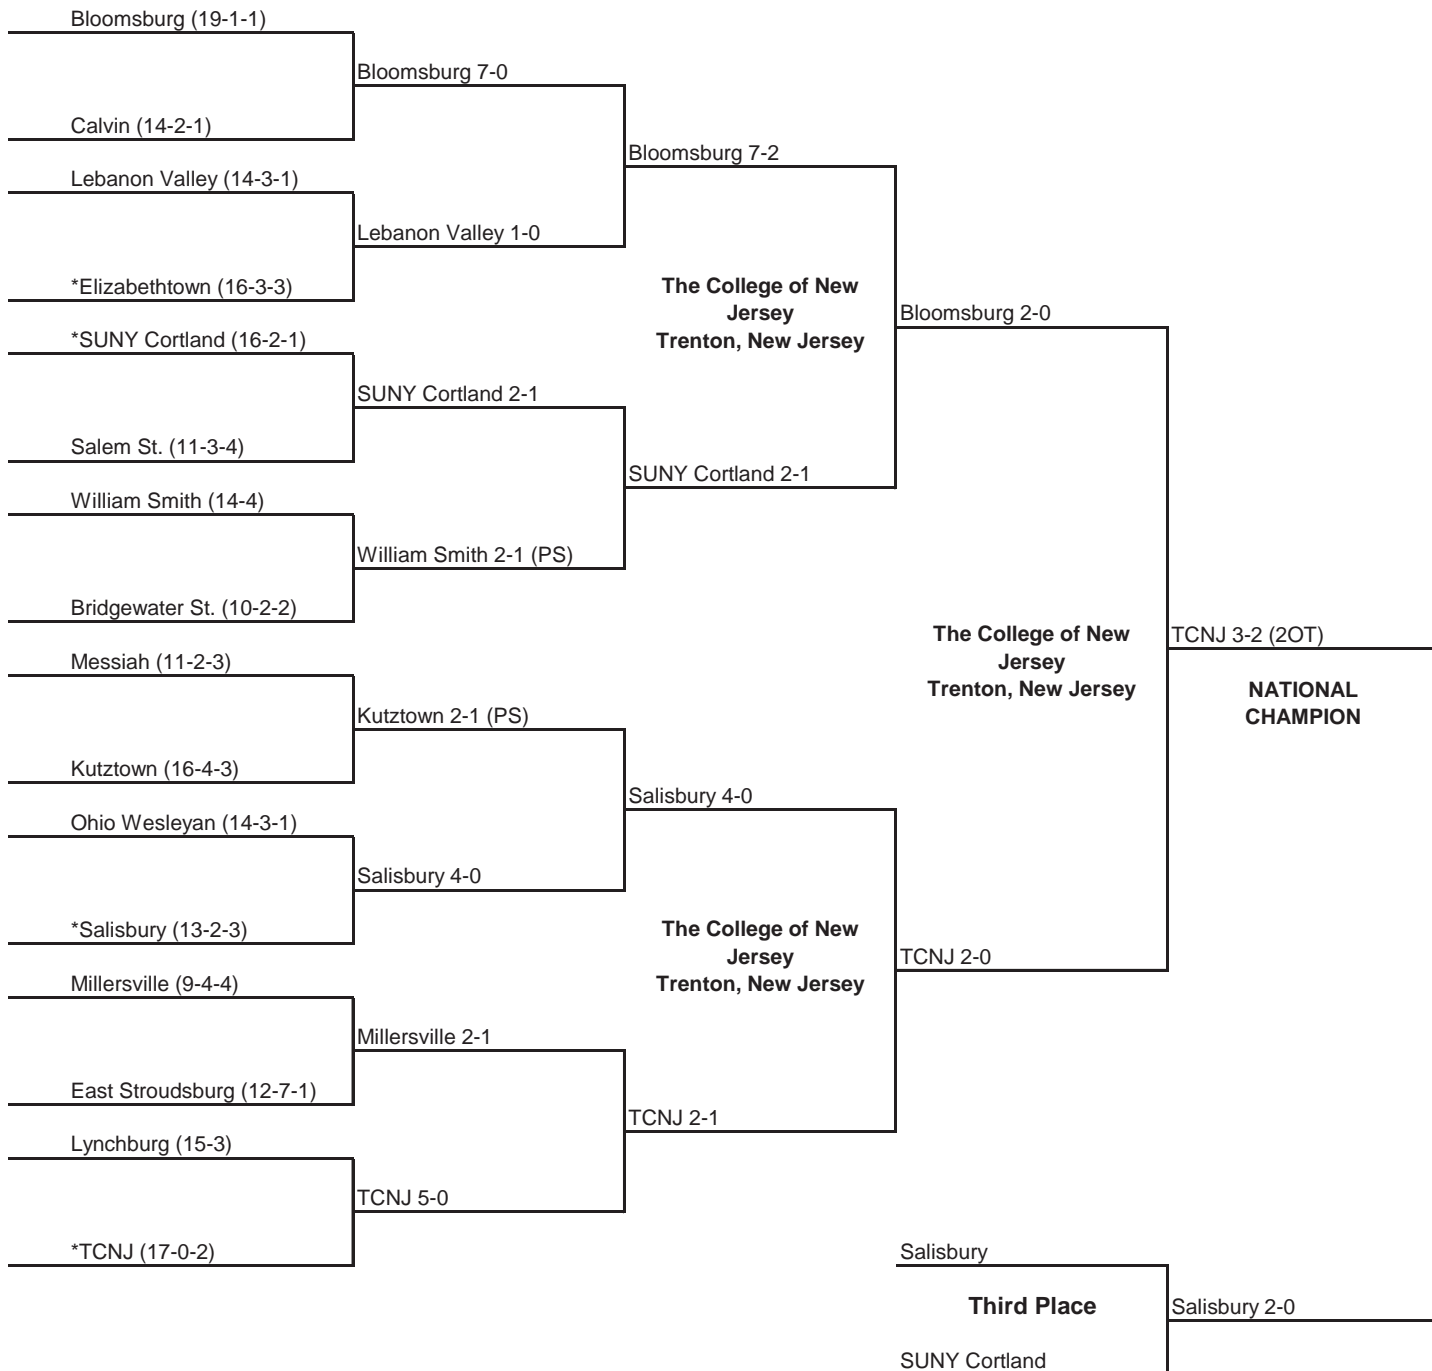 Bloomsburg (19-1-1)
Bloomsburg 7-0
Calvin (14-2-1)
Bloomsburg 7-2
Lebanon Valley (14-3-1)
Lebanon Valley 1-0
*Elizabethtown (16-3-3)
The College of New
Jersey
Trenton, New Jersey
Bloomsburg 2-0
*SUNY Cortland (16-2-1)
SUNY Cortland 2-1
Salem St. (11-3-4)
SUNY Cortland 2-1
William Smith (14-4)
William Smith 2-1 (PS)
Bridgewater St. (10-2-2)
The College of New
Jersey
Trenton, New Jersey
TCNJ 3-2 (2OT)
NATIONAL
CHAMPION
Messiah (11-2-3)
Kutztown 2-1 (PS)
Kutztown (16-4-3)
Salisbury 4-0
Ohio Wesleyan (14-3-1)
Salisbury 4-0
*Salisbury (13-2-3)
The College of New
Jersey
Trenton, New Jersey
TCNJ 2-0
Millersville (9-4-4)
Millersville 2-1
East Stroudsburg (12-7-1)
TCNJ 2-1
Lynchburg (15-3)
TCNJ 5-0
*TCNJ (17-0-2)
Salisbury
Third Place
Salisbury 2-0
SUNY Cortland